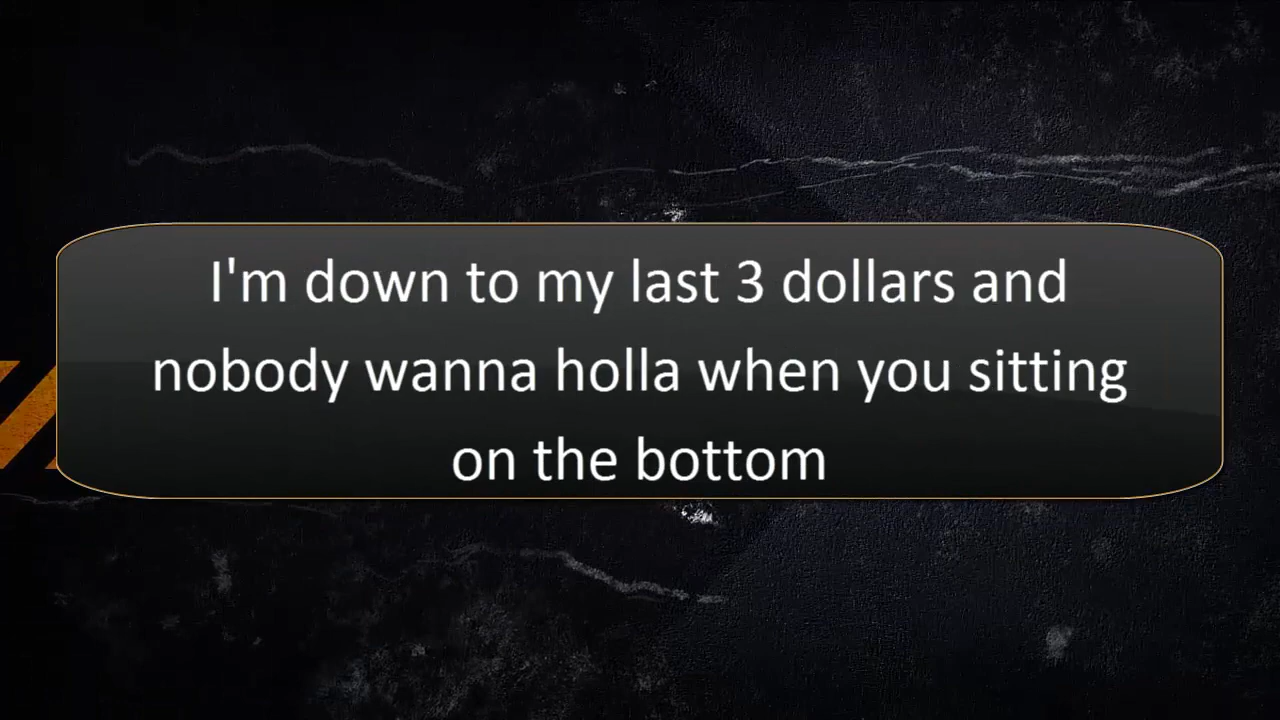 I'm down to my last 3 dollars and
nobody wanna holla when you sitting
on the bottom